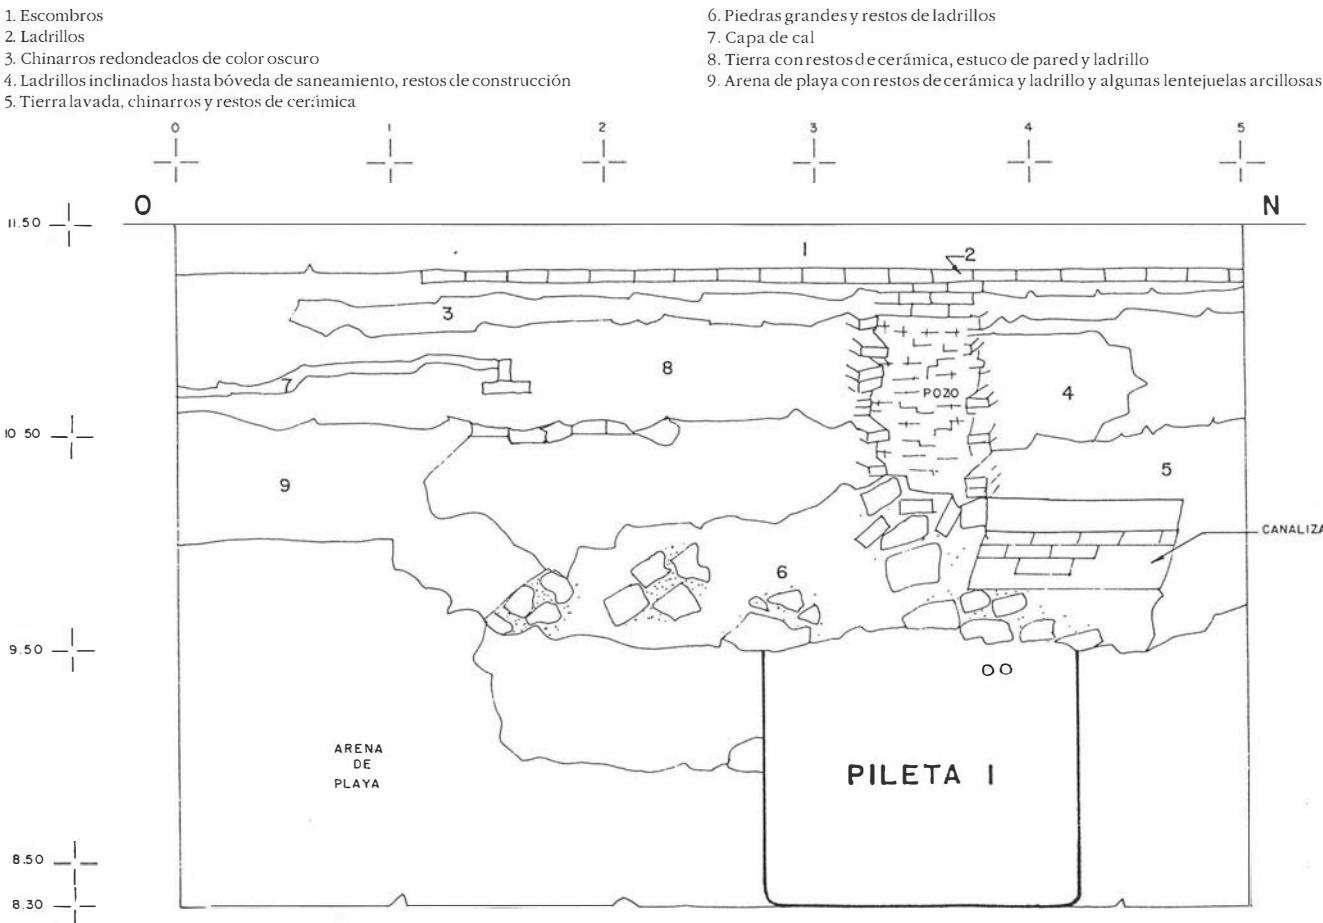 1. Escombros
2. Ladrillos
3. Chinarros redondeados de color oscuro
4. Ladrillos inclinados hasta bóveda de saneamiento, restos de construcción
5. Tierra lavada, chinarros y restos de cerámica
6. Piedras grandes y restos de ladrillos
7. Capa de cal
8. Tierra con restos de cerámica, estuco de pared y ladrillo
9. Arena de playa con restos de cerámica y ladrillo y algunas lentejuelas arcillosas
0 1 2 3 4 5
O N
11.50
1
2
3
8
7
POZO
4
10 50
9
5
CANALIZA
6
9.50
OO
ARENA
DE
PLAYA
PILETA I
8.50
8.30